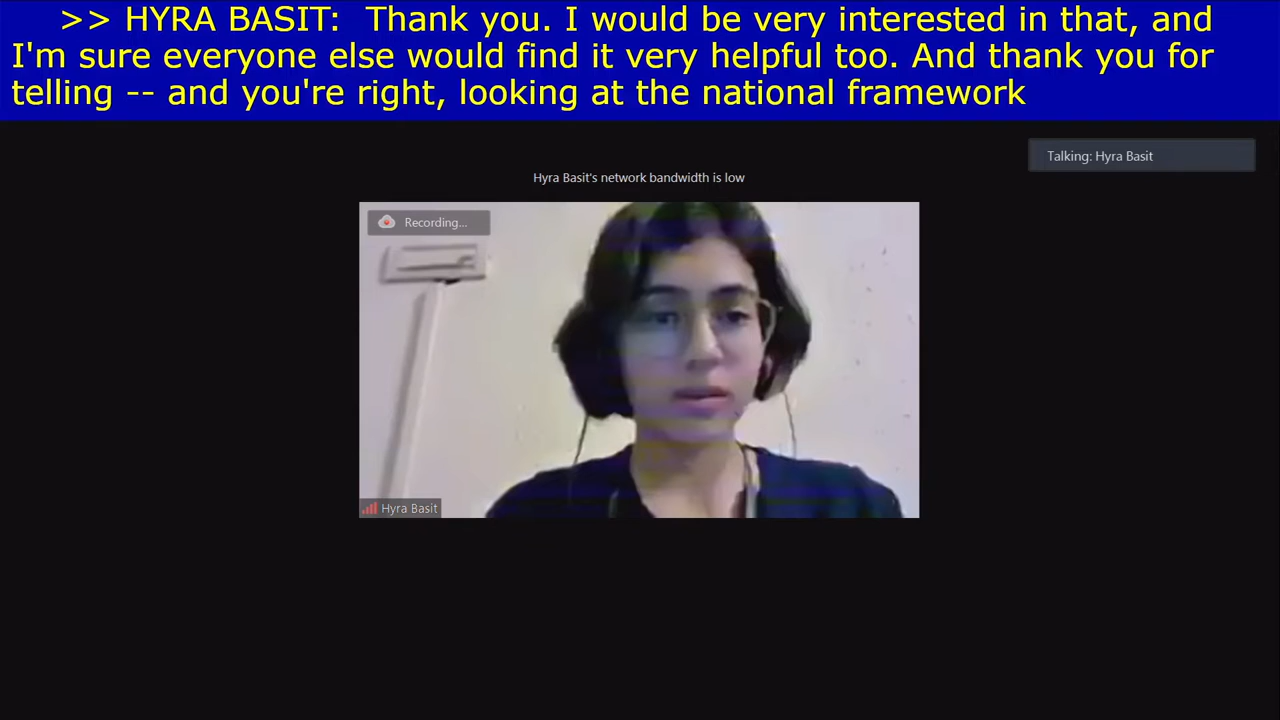 >> HYRA BASIT: Thank you. I would be very interested in that, and
I'm sure everyone else would find it very helpful too. And thank you for
telling -- and you're right, looking at the national framework
Talking: Hyra Basit
Hyra Basit's network bandwidth is low
Recording...
Hyra Basit